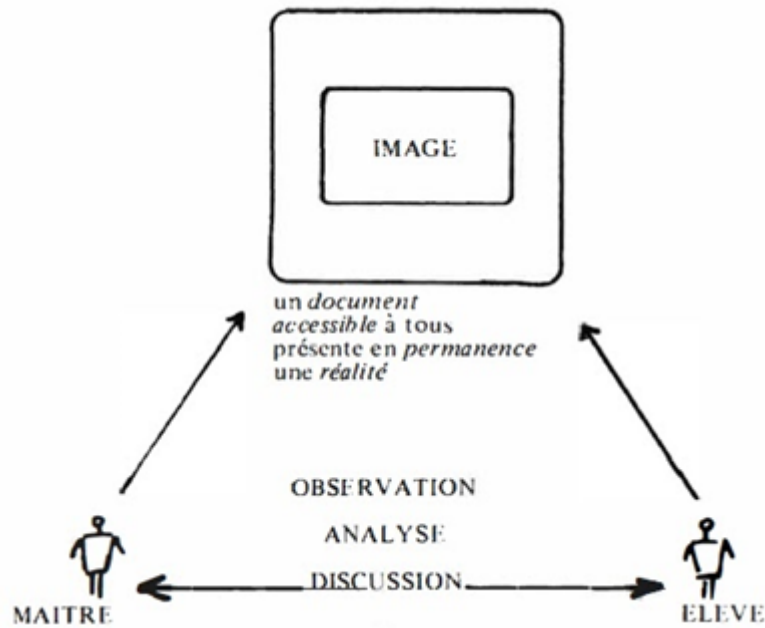 IMAGE
un document
accessible à tous
présente en permanence
une réalité
OBSERVATION
ANALYSE
DISCUSSION
MAITRE
ELEVE